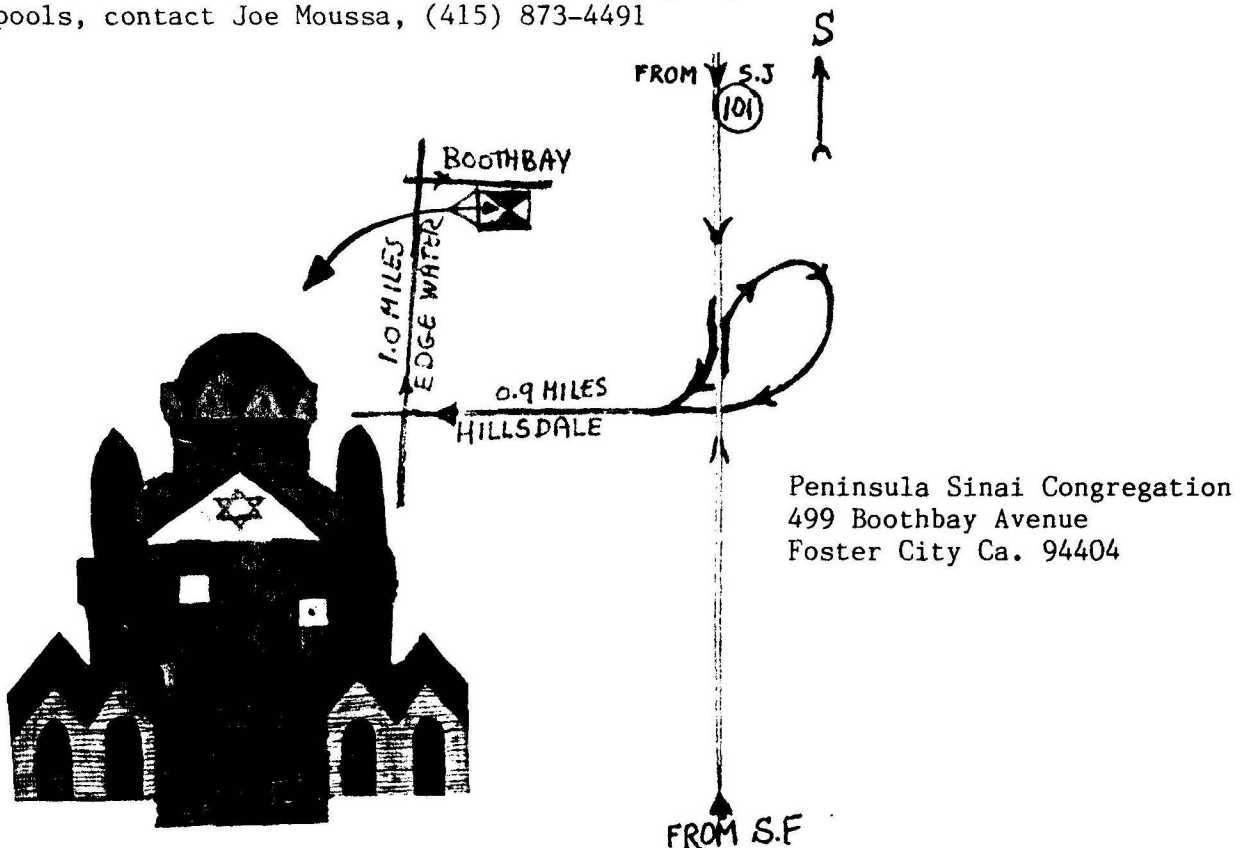 pools, contact Joe Moussa, (415) 873-4491
S
FROM S.J
101
BOOTHBAY
1.0 MILES
EDGE WATER
0.9 MILES
HILLSDALE
Peninsula Sinai Congregation
499 Boothbay Avenue
Foster City Ca. 94404
FROM S.F